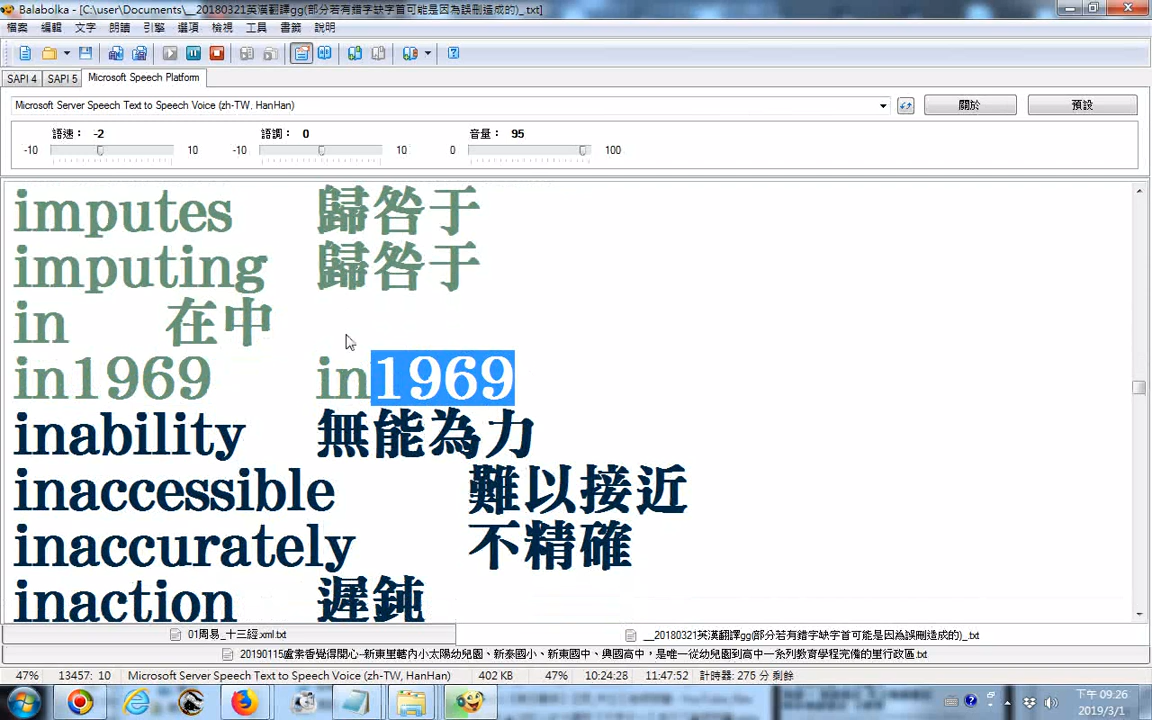 Balabolka - [C:\user\Documents\__20180321英漢翻譯gg(部分若有錯字缺字首可能是因為誤刪造成的)_.txt]
檔案 編輯 文字 朗讀 引擎 選項 檢視 工具 書籤 說明
SAPI 4 SAPI 5 Microsoft Speech Platform
Microsoft Server Speech Text to Speech Voice (zh-TW, HanHan) 關於 預設
語速： -2 語調： 0 音量： 95
-10 10 -10 10 0 100
imputes 歸咎于
imputing 歸咎于
in 在中
in1969 in1969
inability 無能為力
inaccessible 難以接近
inaccurately 不精確
inaction 遲鈍
01周易_十三經.xml.txt __20180321英漢翻譯gg(部分若有錯字缺字首可能是因為誤刪造成的)_.txt
20190115盧素香覺得開心-新東里轄內小太陽幼兒園、新泰國小、新東國中、興國高中，是唯一從幼兒園到高中一系列教育學程完備的里行政區.txt
47% 13457: 10 Microsoft Server Speech Text to Speech Voice (zh-TW, HanHan) 402 KB 47% 10:24:28 11:47:52 計時器: 276 分 剩餘
下午 09:26
2019/3/1